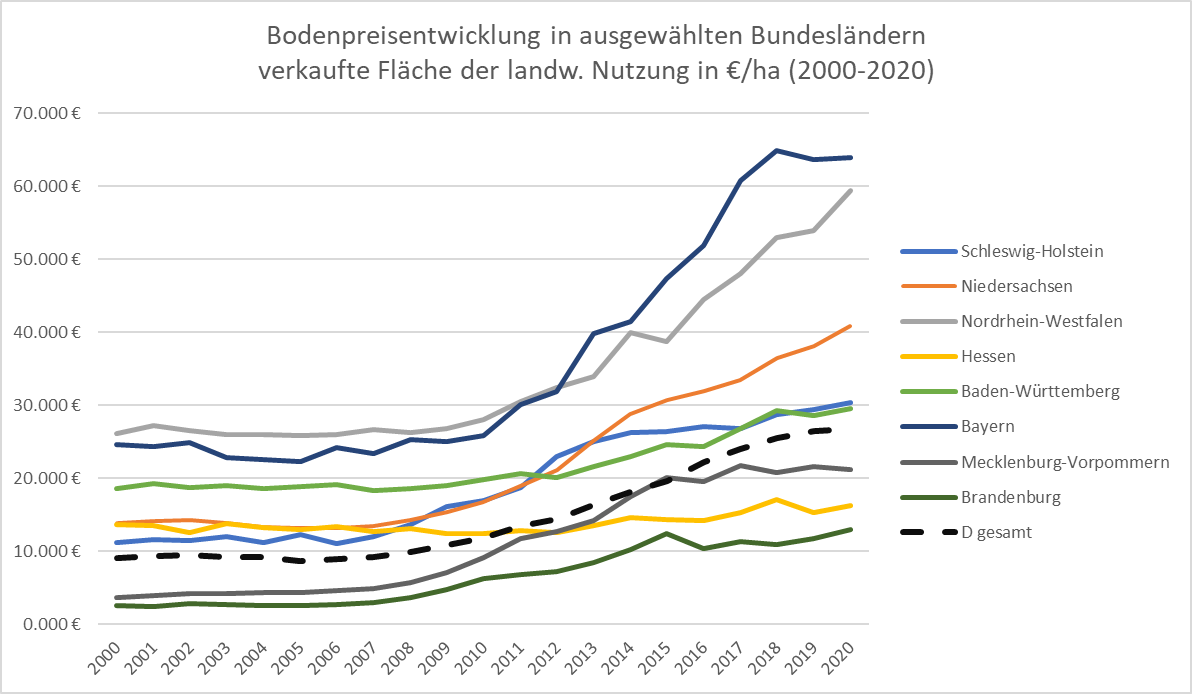 Bodenpreisentwicklung in ausgewählten Bundesländern
verkaufte Fläche der landw. Nutzung in €/ha (2000-2020)
70.000 €
60.000 €
50.000 €
40.000 €
30.000 €
20.000 €
10.000 €
0.000 €
2000
2001
2002
2003
2004
2005
2006
2007
2008
2009
2010
2011
2012
2013
2014
2015
2016
2017
2018
2019
2020
Schleswig-Holstein
Niedersachsen
Nordrhein-Westfalen
Hessen
Baden-Württemberg
Bayern
Mecklenburg-Vorpommern
Brandenburg
D gesamt